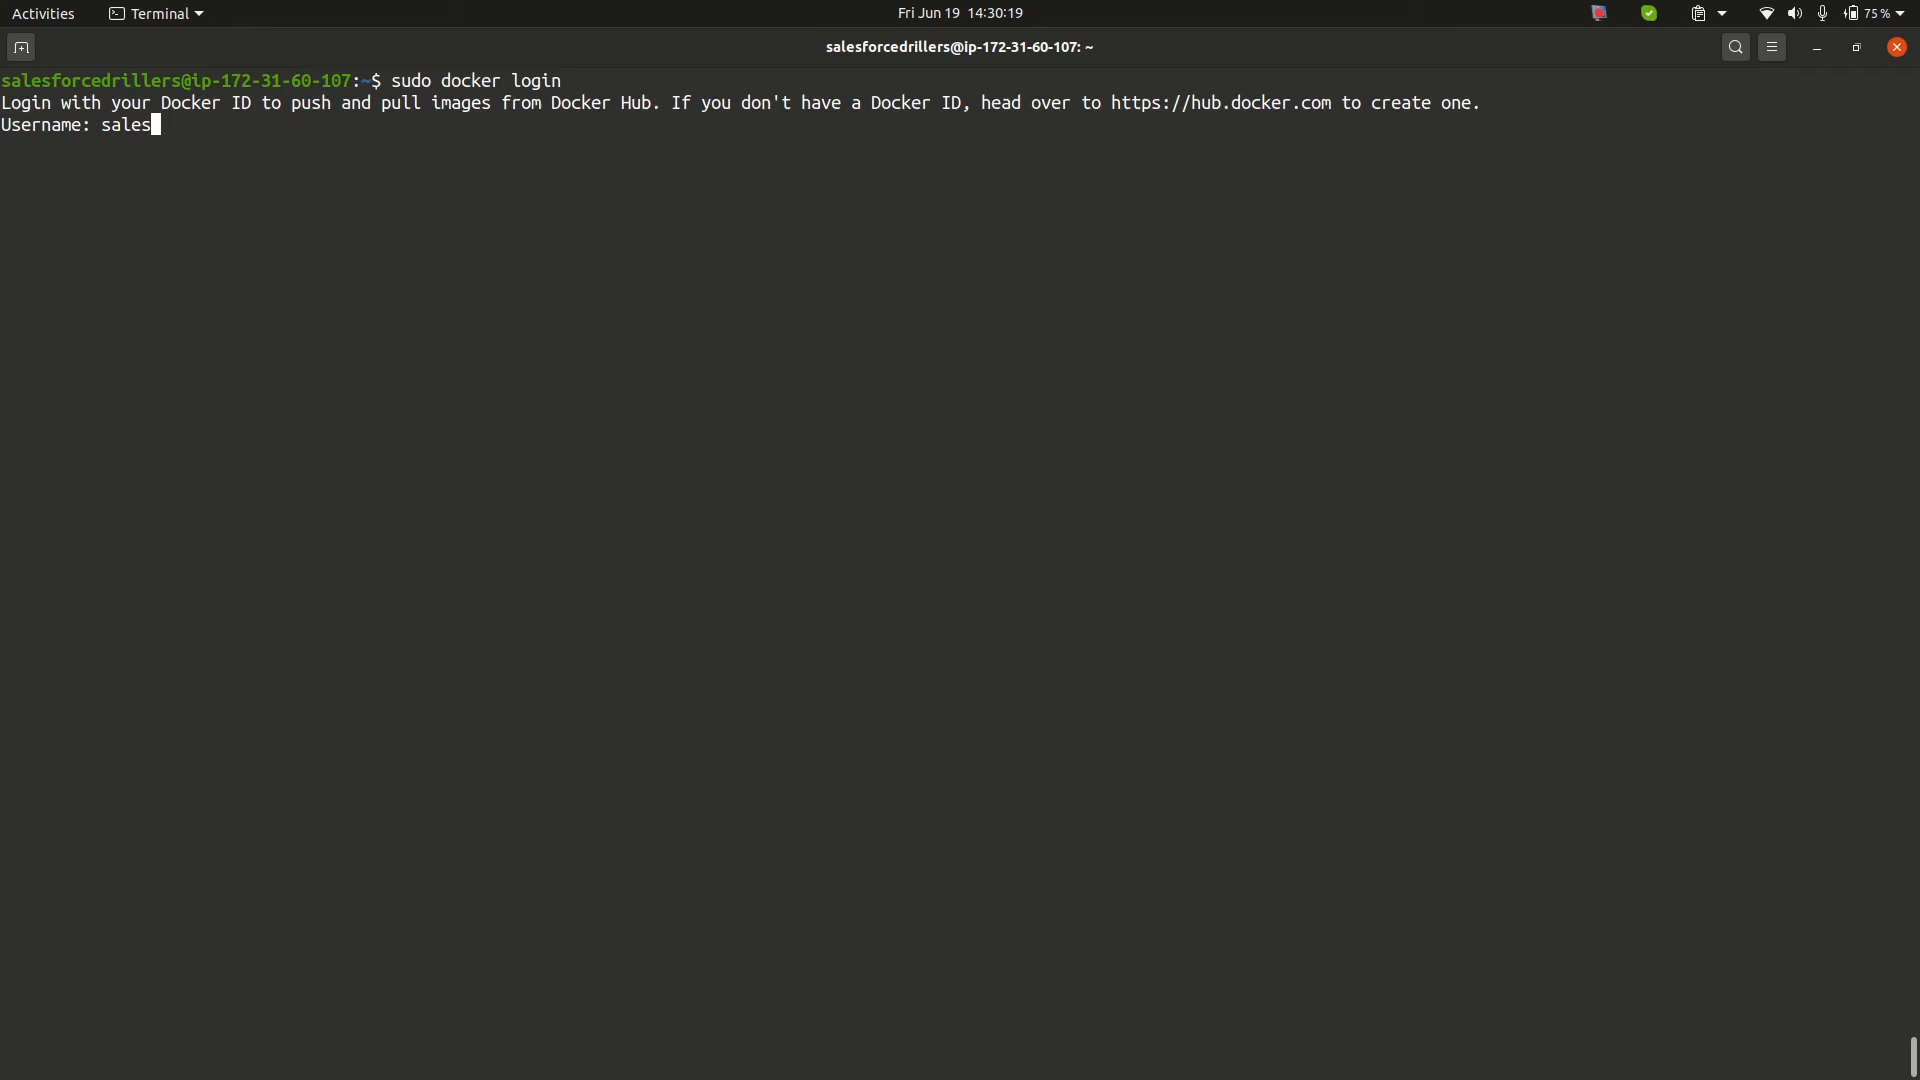 Activities
Terminal
Fri Jun 19 14:30:19
75 %
salesforcedrillers@ip-172-31-60-107: ~
salesforcedrillers@ip-172-31-60-107:~$ sudo docker login
Login with your Docker ID to push and pull images from Docker Hub. If you don't have a Docker ID, head over to https://hub.docker.com to create one.
Username: sales